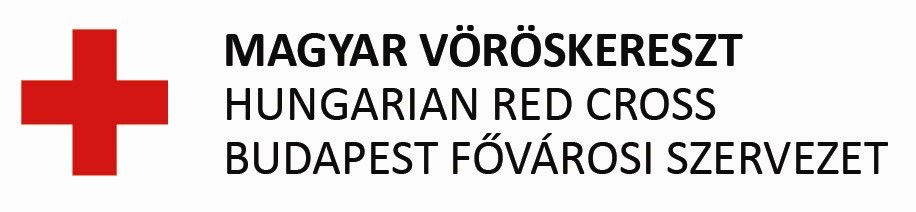 MAGYAR VÖRÖSKERESZT
HUNGARIAN RED CROSS
BUDAPEST FŐVÁROSI SZERVEZET